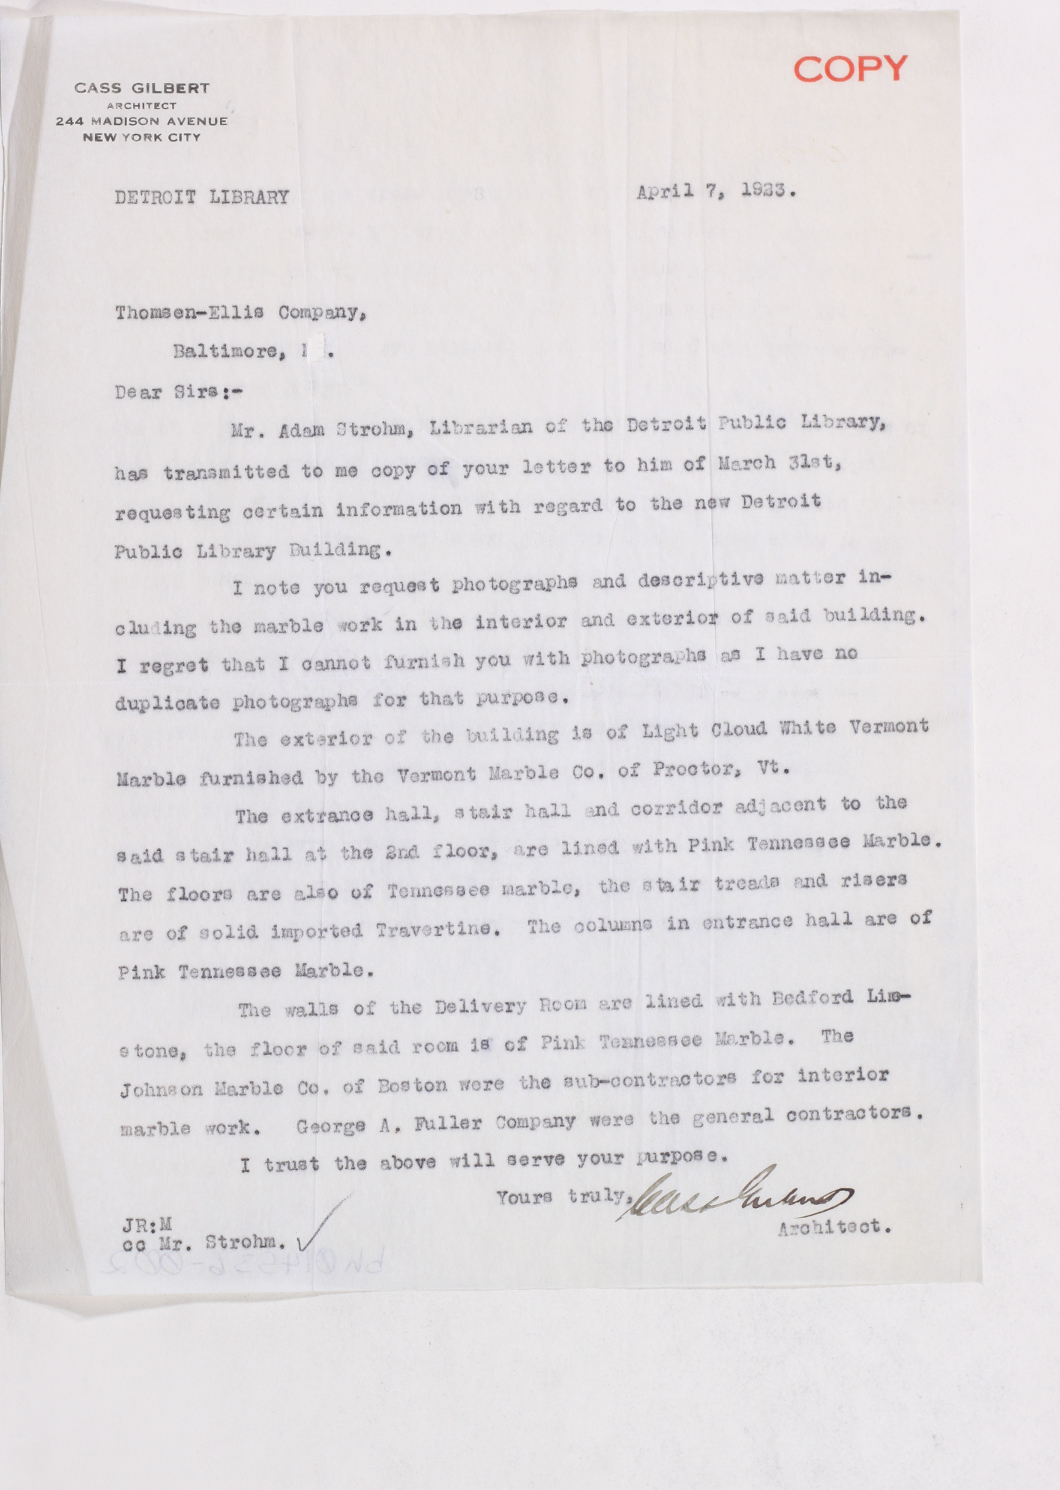 COPY
CASS GILBERT
ARCHITECT
244 MADISON AVENUE
NEW YORK CITY
DETROIT LIBRARY
April 7, 1923.
Thomsen-Ellis Company,
Baltimore, .
Dear Sirs:-
Mr. Adam Strohm, Librarian of the Detroit Public Library,
has transmitted to me copy of your letter to him of March 31st,
requesting certain information with regard to the new Detroit
Public Library Building.
I note you request photographs and descriptive matter in-
cluding the marble work in the interior and exterior of said building.
I regret that I cannot furnish you with photographs as I have no
duplicate photographs for that purpose.
The exterior of the building is of Light Cloud White Vermont
Marble furnished by the Vermont Marble Co. of Proctor, Vt.
The extrance hall, stair hall and corridor adjacent to the
said stair hall at the 2nd floor, are lined with Pink Tennessee Marble.
The floors are also of Tennessee marble, the stair treads and risers
are of solid imported Travertine. The columns in entrance hall are of
Pink Tennessee Marble.
The walls of the Delivery Room are lined with Bedford Lime-
stone, the floor of said room is of Pink Tennessee Marble. The
Johnson Marble Co. of Boston were the sub-contractors for interior
marble work. George A. Fuller Company were the general contractors.
I trust the above will serve your purpose.
Yours truly, Cass Gilbert
Architect.
JR:M
cc Mr. Strohm.